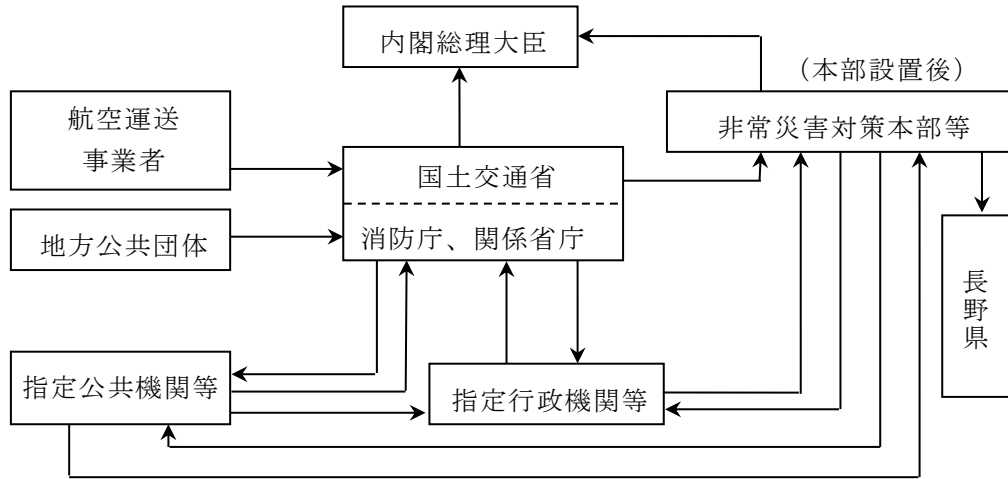 内閣総理大臣
(本部設置後)
航空運送
事業者
非常災害対策本部等
国土交通省
地方公共団体
消防庁、関係省庁
長野県
指定公共機関等
指定行政機関等